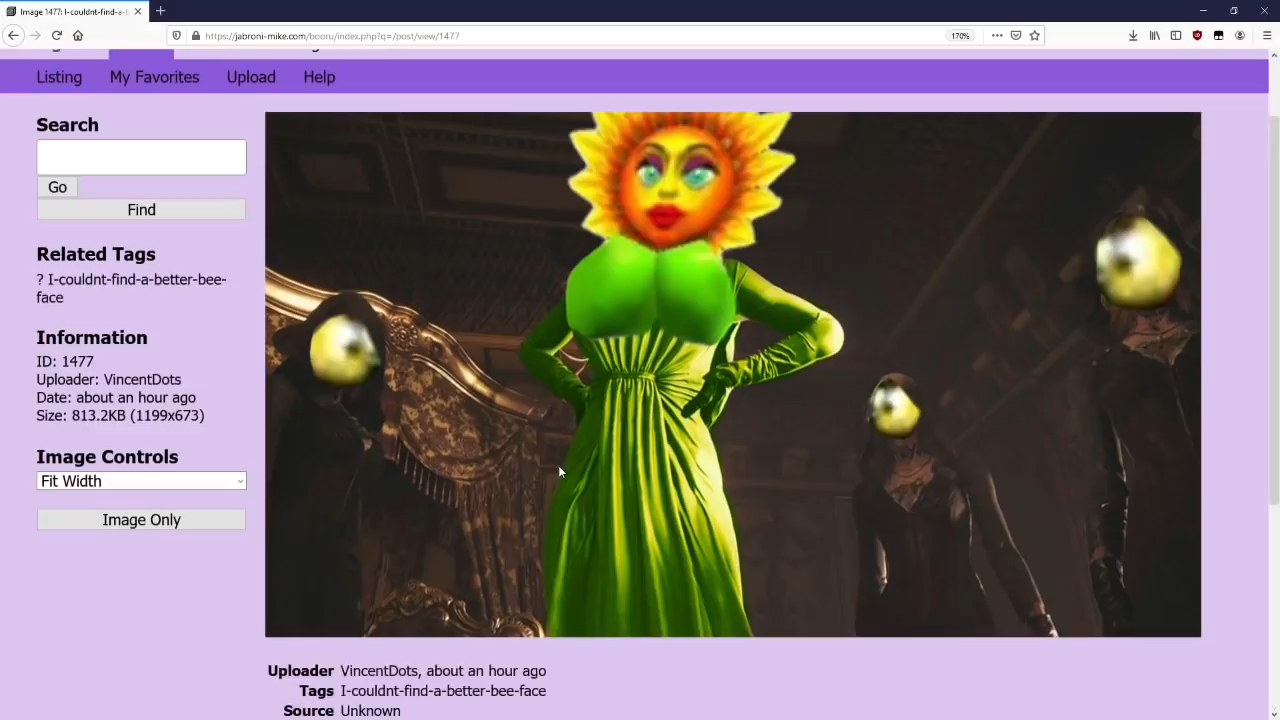 Image 1477: I-couldnt-find-a-b
https://jabroni-mike.com/booru/index.php?q=/post/view/1477
170%
Listing
My Favorites
Upload
Help
Search
Go
Find
Related Tags
? I-couldnt-find-a-better-bee-
face
Information
ID: 1477
Uploader: VincentDots
Date: about an hour ago
Size: 813.2KB (1199x673)
Image Controls
Fit Width
Image Only
Uploader VincentDots, about an hour ago
Tags I-couldnt-find-a-better-bee-face
Source Unknown